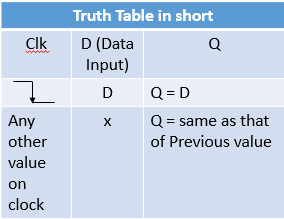 Truth Table in short
Clk
D (Data
Input)
Q
D
Q = D
Any
other
value
on
clock
x
Q = same as that
of Previous value